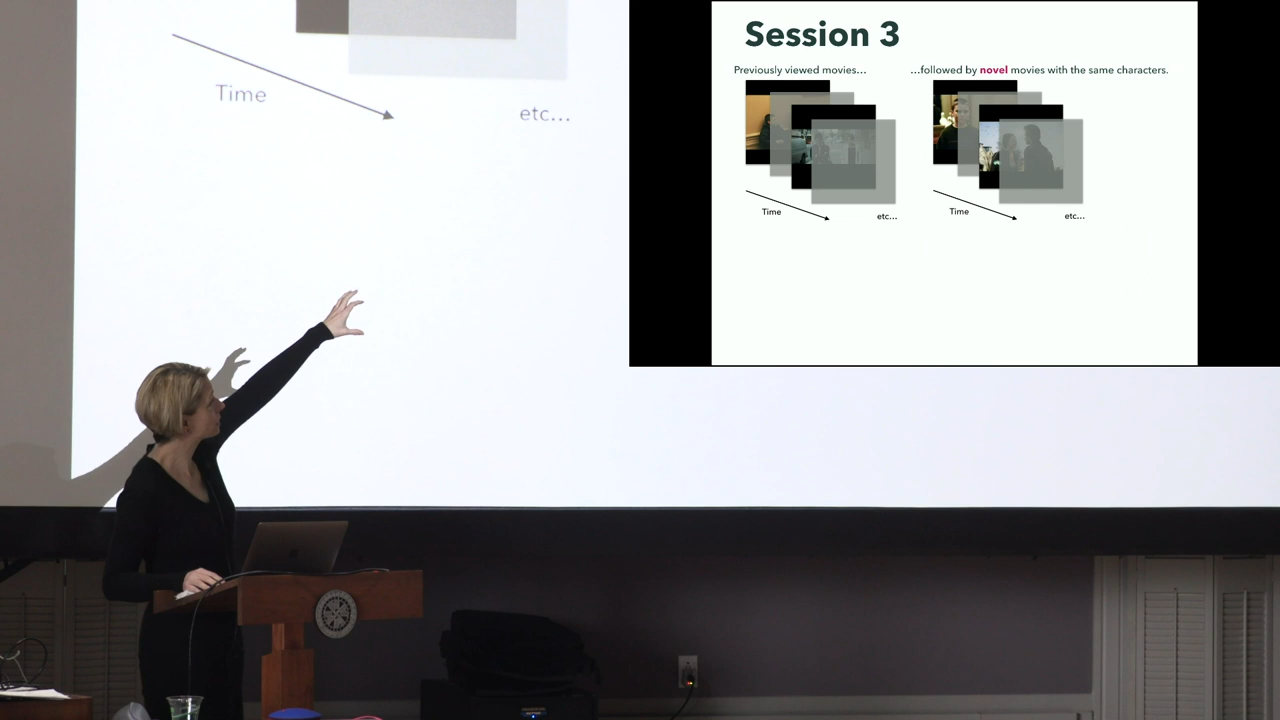 Time
etc...
Session 3
Previously viewed movies...
...followed by novel movies with the same characters.
Time
etc...
Time
etc...